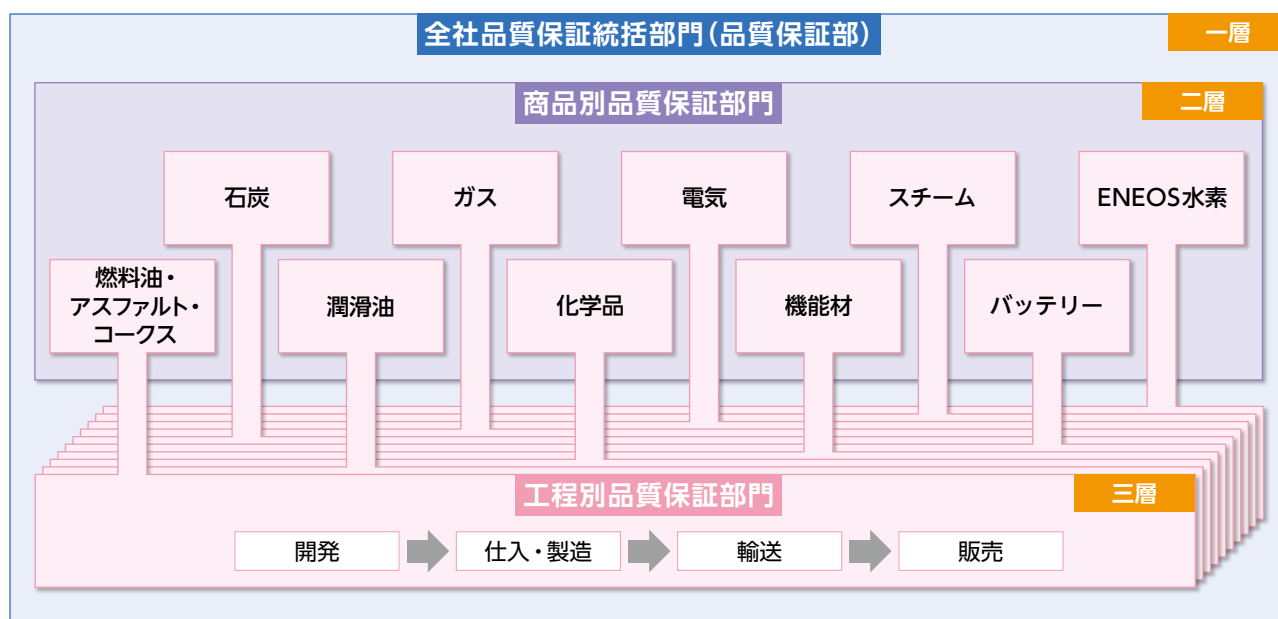 全社品質保証統括部門(品質保証部)
一層
商品別品質保証部門
二層
石炭
ガス
電気
スチーム
ENEOS水素
燃料油・
アスファルト・
コークス
潤滑油
化学品
機能材
バッテリー
工程別品質保証部門
三層
開発
仕入・製造
輸送
販売